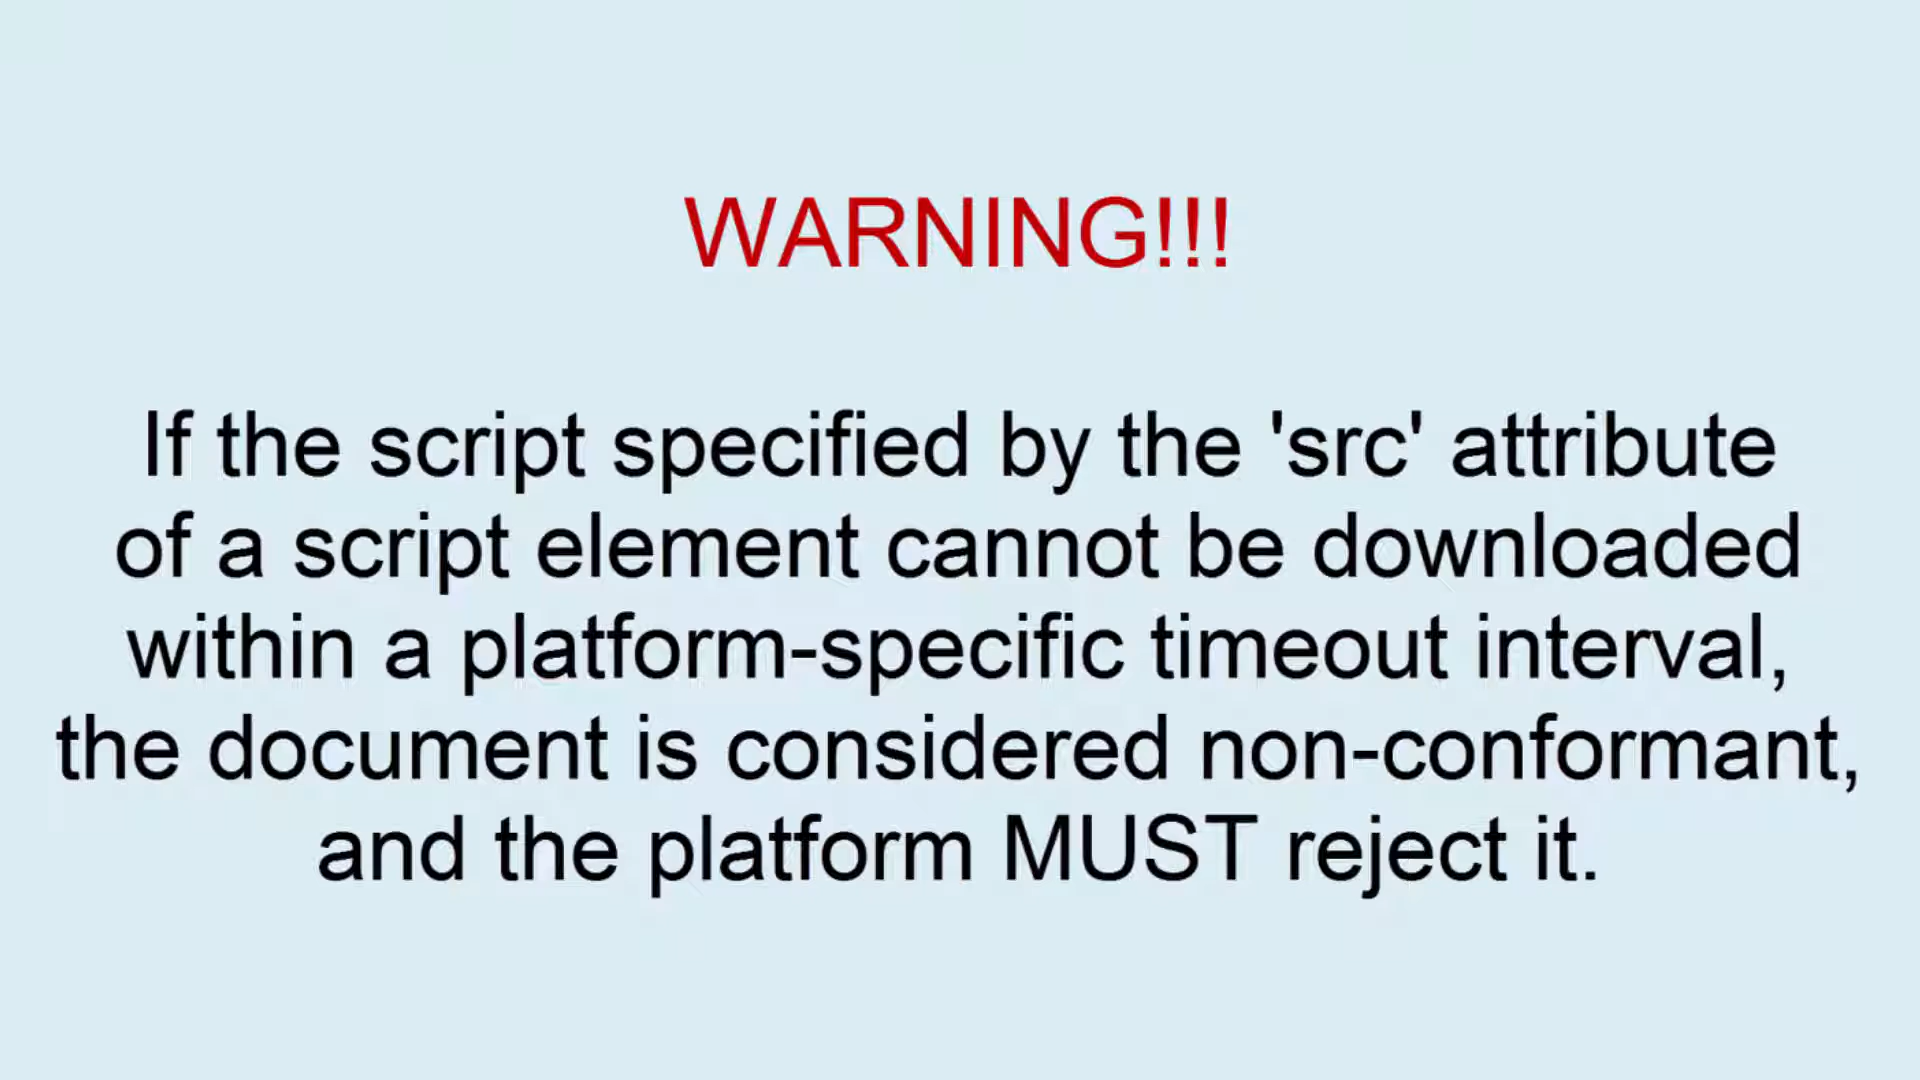 WARNING!!!
If the script specified by the 'src' attribute
of a script element cannot be downloaded
within a platform-specific timeout interval,
the document is considered non-conformant,
and the platform MUST reject it.